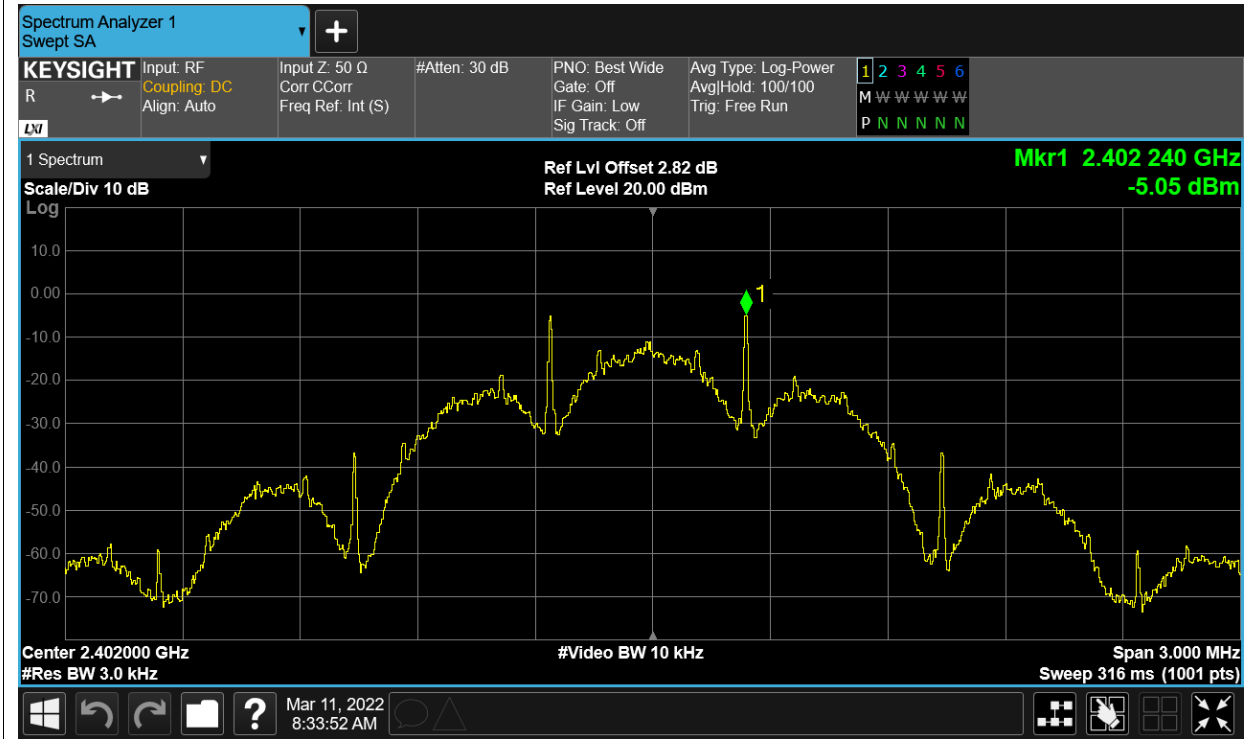 Spectrum Analyzer 1
Swept SA
+
KEYSIGHT
R
LXI
Input: RF
Coupling: DC
Align: Auto
Input Z: 50 Ω
Corr CCorr
Freq Ref: Int (S)
#Atten: 30 dB
PNO: Best Wide
Gate: Off
IF Gain: Low
Sig Track: Off
Avg Type: Log-Power
Avg|Hold: 100/100
Trig: Free Run
1 2 3 4 5 6
M W W W W W
P N N N N N
1 Spectrum
Scale/Div 10 dB
Ref Lvl Offset 2.82 dB
Ref Level 20.00 dBm
Mkr1 2.402 240 GHz
-5.05 dBm
Log
10.0
0.00
-10.0
-20.0
-30.0
-40.0
-50.0
-60.0
-70.0
1
Center 2.402000 GHz
#Video BW 10 kHz
Span 3.000 MHz
#Res BW 3.0 kHz
Sweep 316 ms (1001 pts)
?
Mar 11, 2022
8:33:52 AM